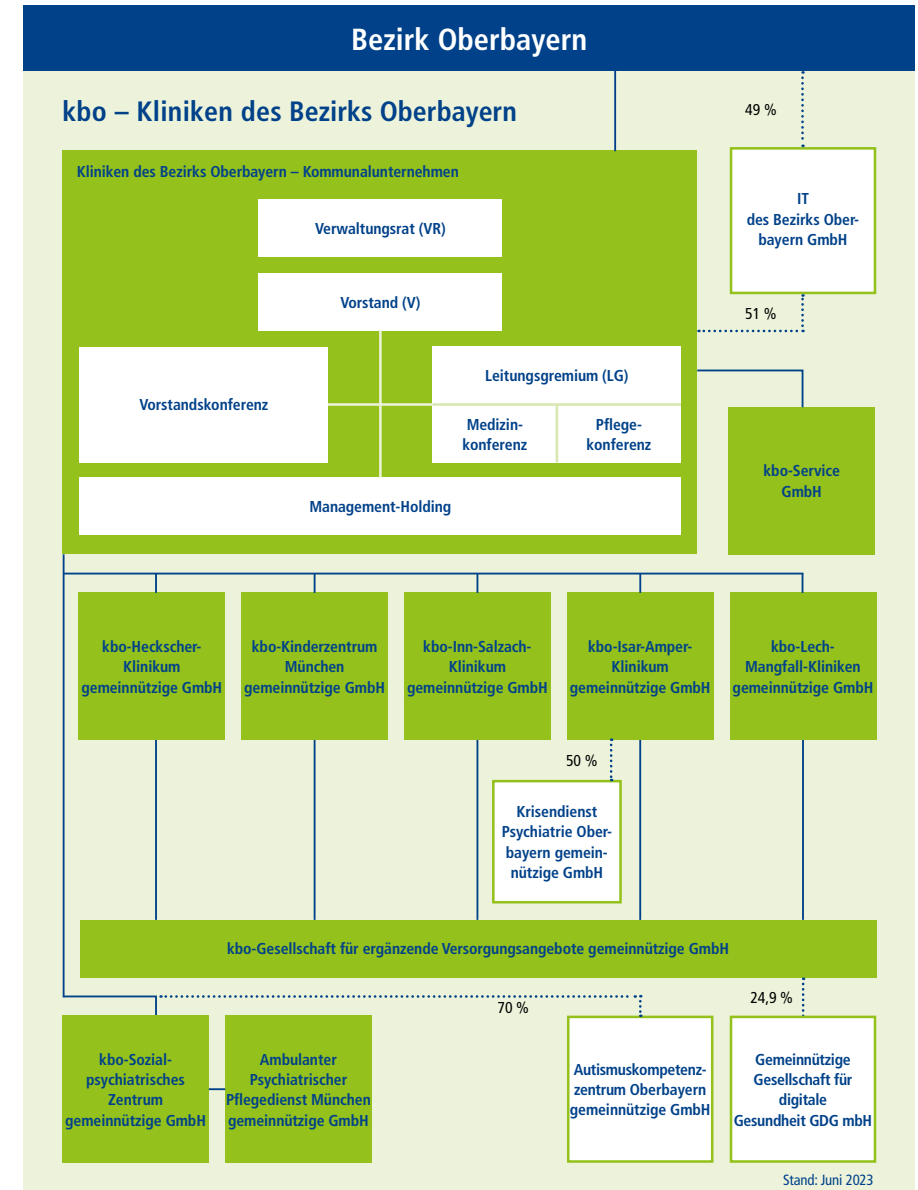 Bezirk Oberbayern
kbo – Kliniken des Bezirks Oberbayern
49 %
Kliniken des Bezirks Oberbayern – Kommunalunternehmen
IT
des Bezirks Ober-
bayern GmbH
Verwaltungsrat (VR)
Vorstand (V)
51 %
Vorstandskonferenz
Leitungsgremium (LG)
Medizin-
konferenz
Pflege-
konferenz
kbo-Service
GmbH
Management-Holding
kbo-Heckscher-
Klinikum
gemeinnützige GmbH
kbo-Kinderzentrum
München
gemeinnützige GmbH
kbo-Inn-Salzach-
Klinikum
gemeinnützige GmbH
kbo-Isar-Amper-
Klinikum
gemeinnützige GmbH
kbo-Lech-
Mangfall-Kliniken
gemeinnützige GmbH
50 %
Krisendienst
Psychiatrie Ober-
bayern gemein-
nützige GmbH
kbo-Gesellschaft für ergänzende Versorgungsangebote gemeinnützige GmbH
70 %
24,9 %
kbo-Sozial-
psychiatrisches
Zentrum
gemeinnützige GmbH
Ambulanter
Psychiatrischer
Pflegedienst München
gemeinnützige GmbH
Autismuskompetenz-
zentrum Oberbayern
gemeinnützige GmbH
Gemeinnützige
Gesellschaft für
digitale
Gesundheit GDG mbH
Stand: Juni 2023